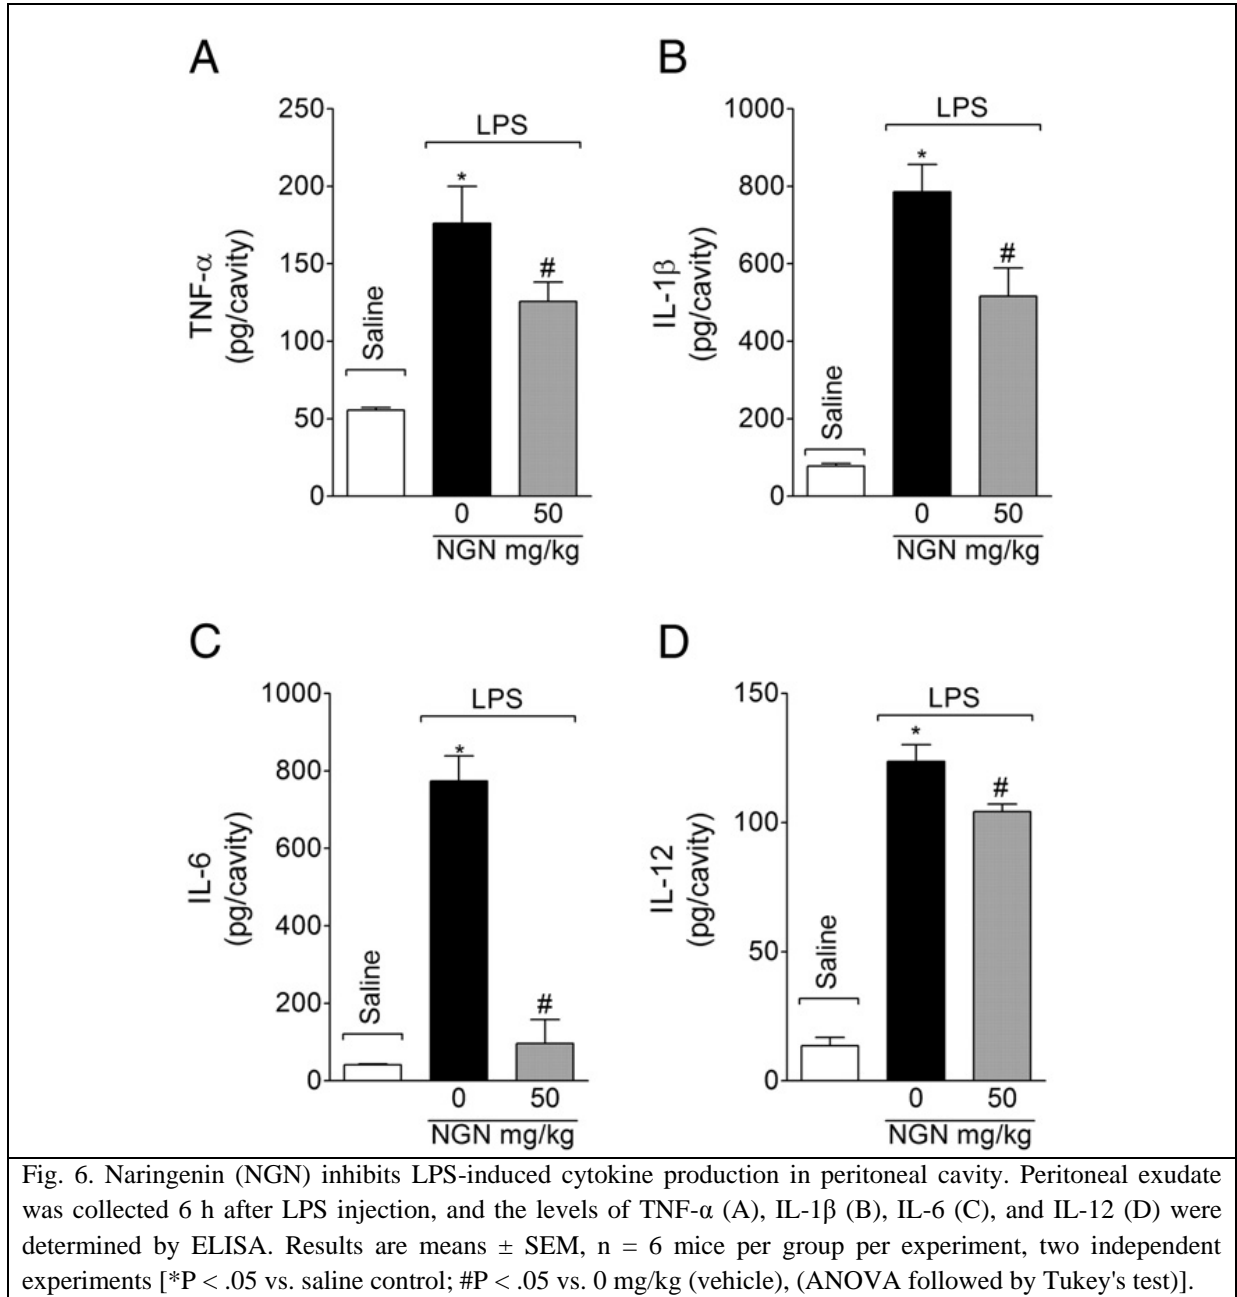 A
250
200
150
100
50
0
TNF-α
(pg/cavity)
Saline
LPS
*
#
0 50
NGN mg/kg
B
1000
800
600
400
200
0
IL-1β
(pg/cavity)
Saline
LPS
*
#
0 50
NGN mg/kg
C
1000
800
600
400
200
0
IL-6
(pg/cavity)
Saline
LPS
*
#
0 50
NGN mg/kg
D
150
100
50
0
IL-12
(pg/cavity)
Saline
LPS
*
#
0 50
NGN mg/kg
Fig. 6. Naringenin (NGN) inhibits LPS-induced cytokine production in peritoneal cavity. Peritoneal exudate
was collected 6 h after LPS injection, and the levels of TNF-α (A), IL-1β (B), IL-6 (C), and IL-12 (D) were
determined by ELISA. Results are means ± SEM, n = 6 mice per group per experiment, two independent
experiments [*P < .05 vs. saline control; #P < .05 vs. 0 mg/kg (vehicle), (ANOVA followed by Tukey's test)].